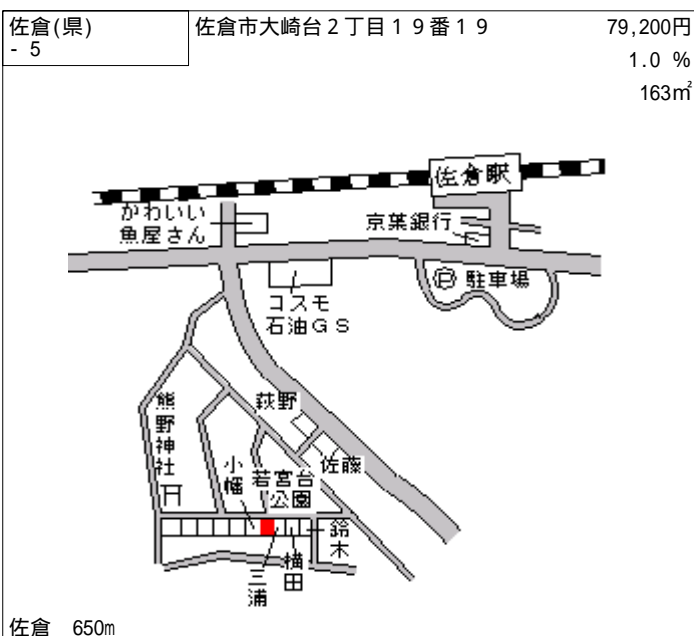 佐倉(県)
- 5
佐倉市大崎台２丁目１９番１９
79,200円
1.0 %
163㎡
佐倉駅
かわいい
魚屋さん
京葉銀行
Ⓟ 駐車場
コスモ
石油ＧＳ
熊野神社
荻野
佐藤
小幡
若宮台
公園
鈴木
三浦
横田
佐倉 650m